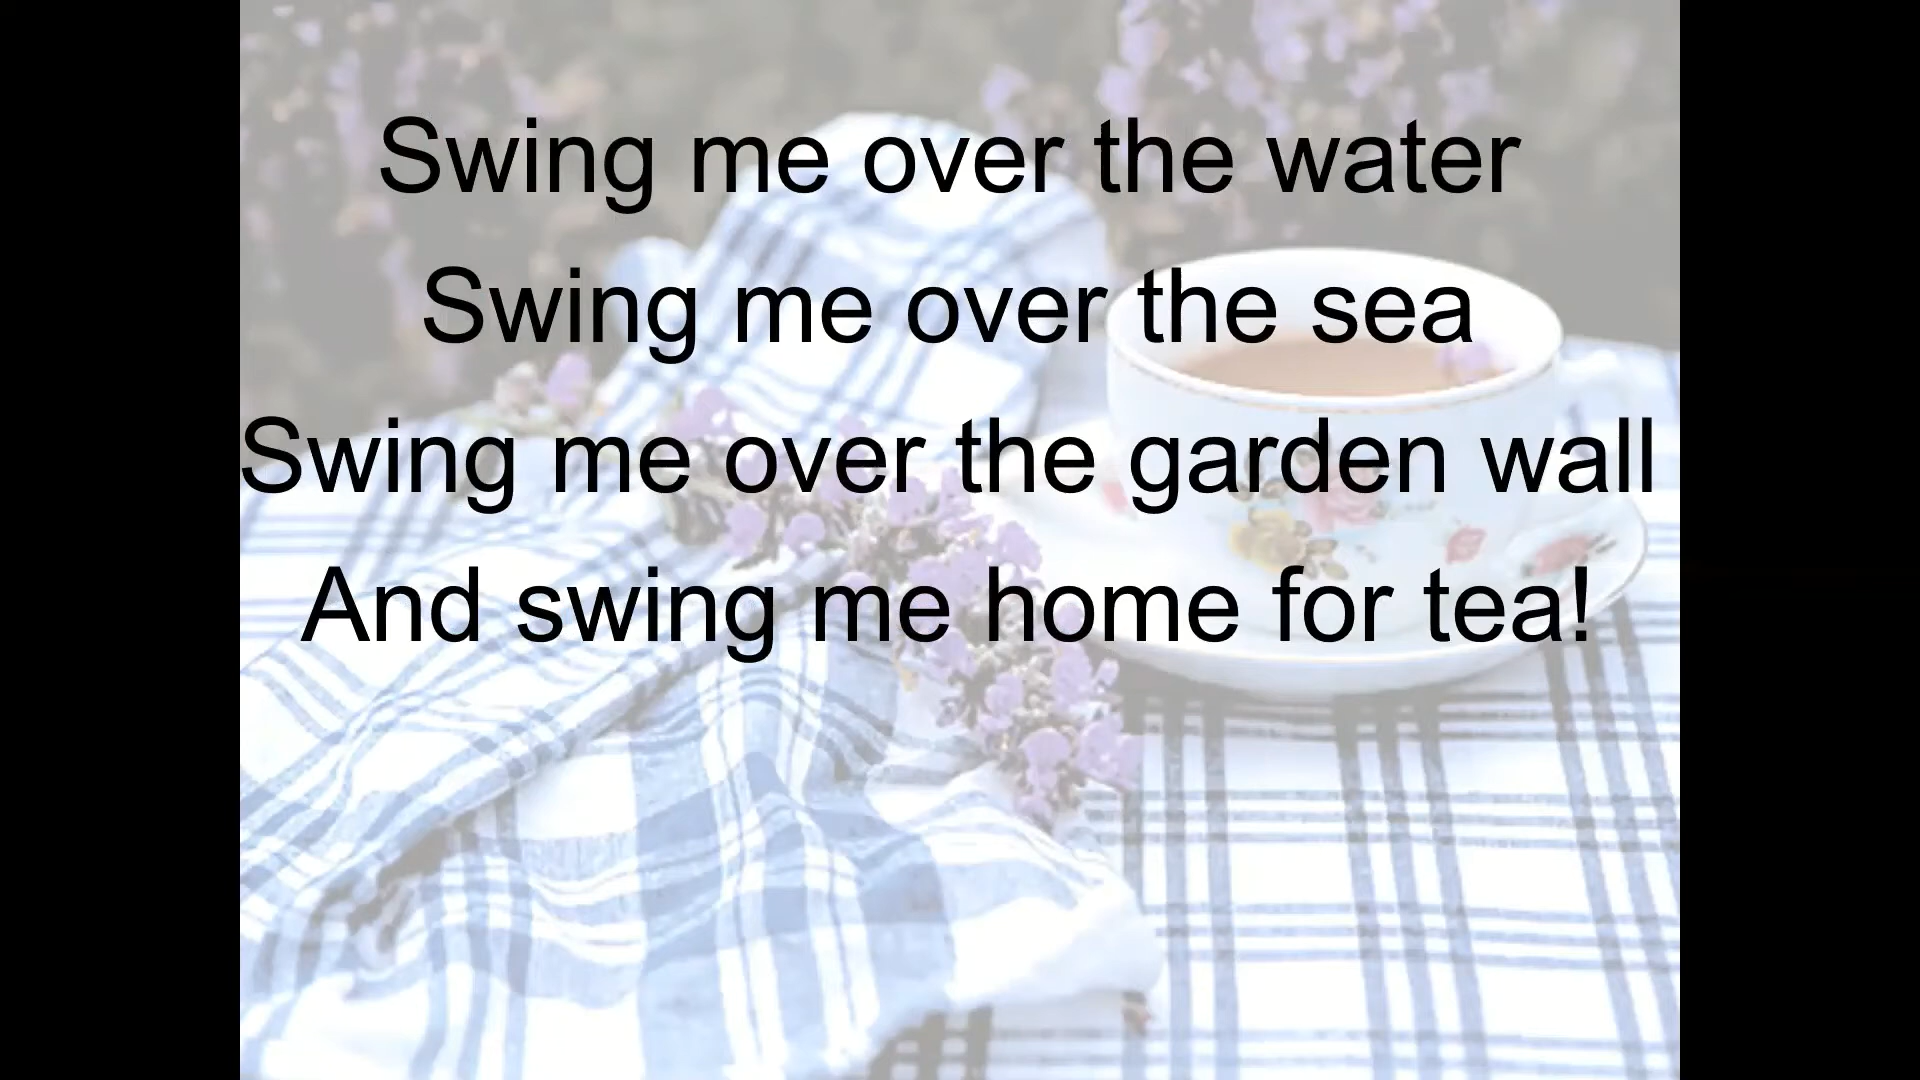 Swing me over the water
Swing me over the sea
Swing me over the garden wall
And swing me home for tea!